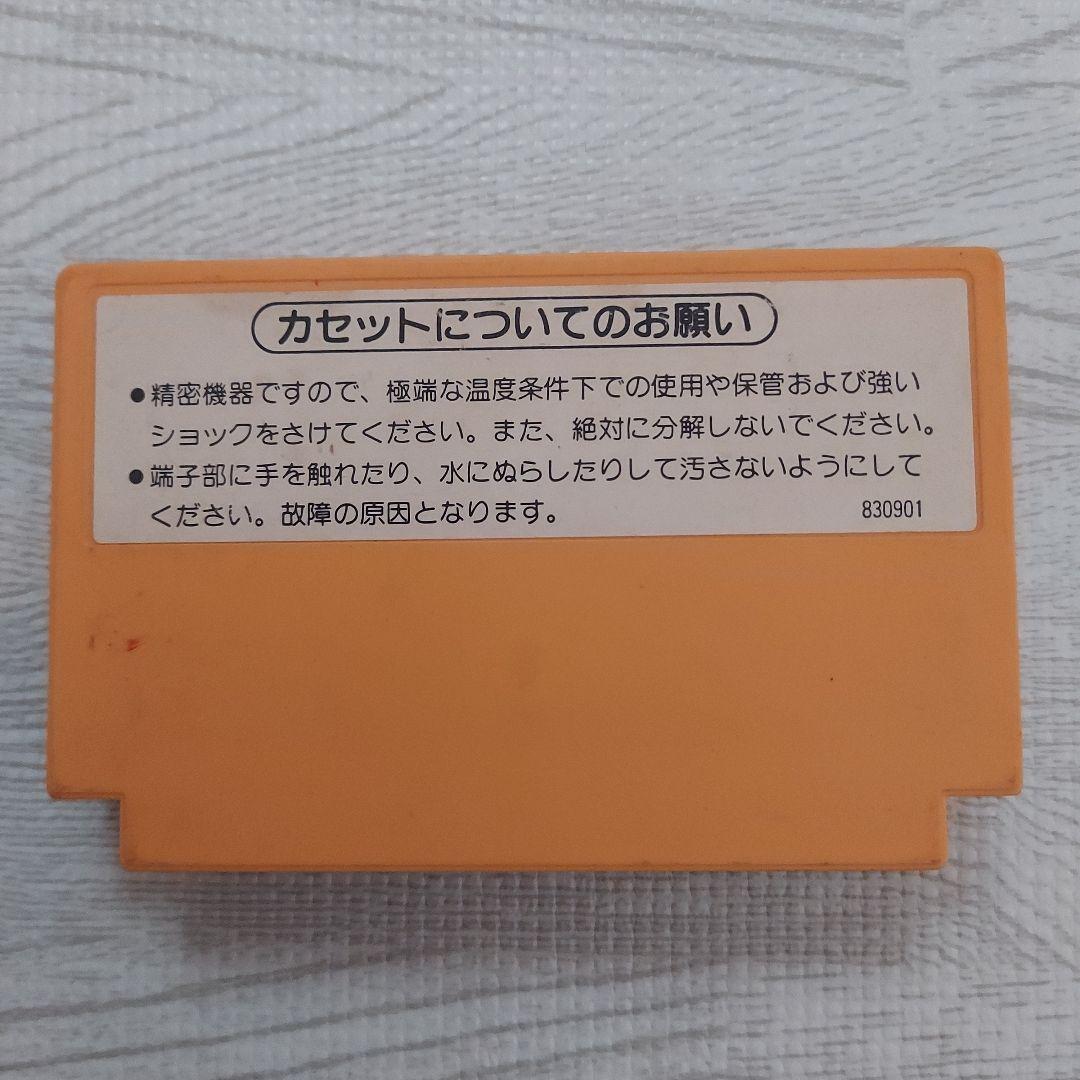 カセットについてのお願い
●精密機器ですので、極端な温度条件下での使用や保管および強い
ショックをさけてください。また、絶対に分解しないでください。
●端子部に手を触れたり、水にぬらしたりして汚さないようにして
ください。故障の原因となります。 830901